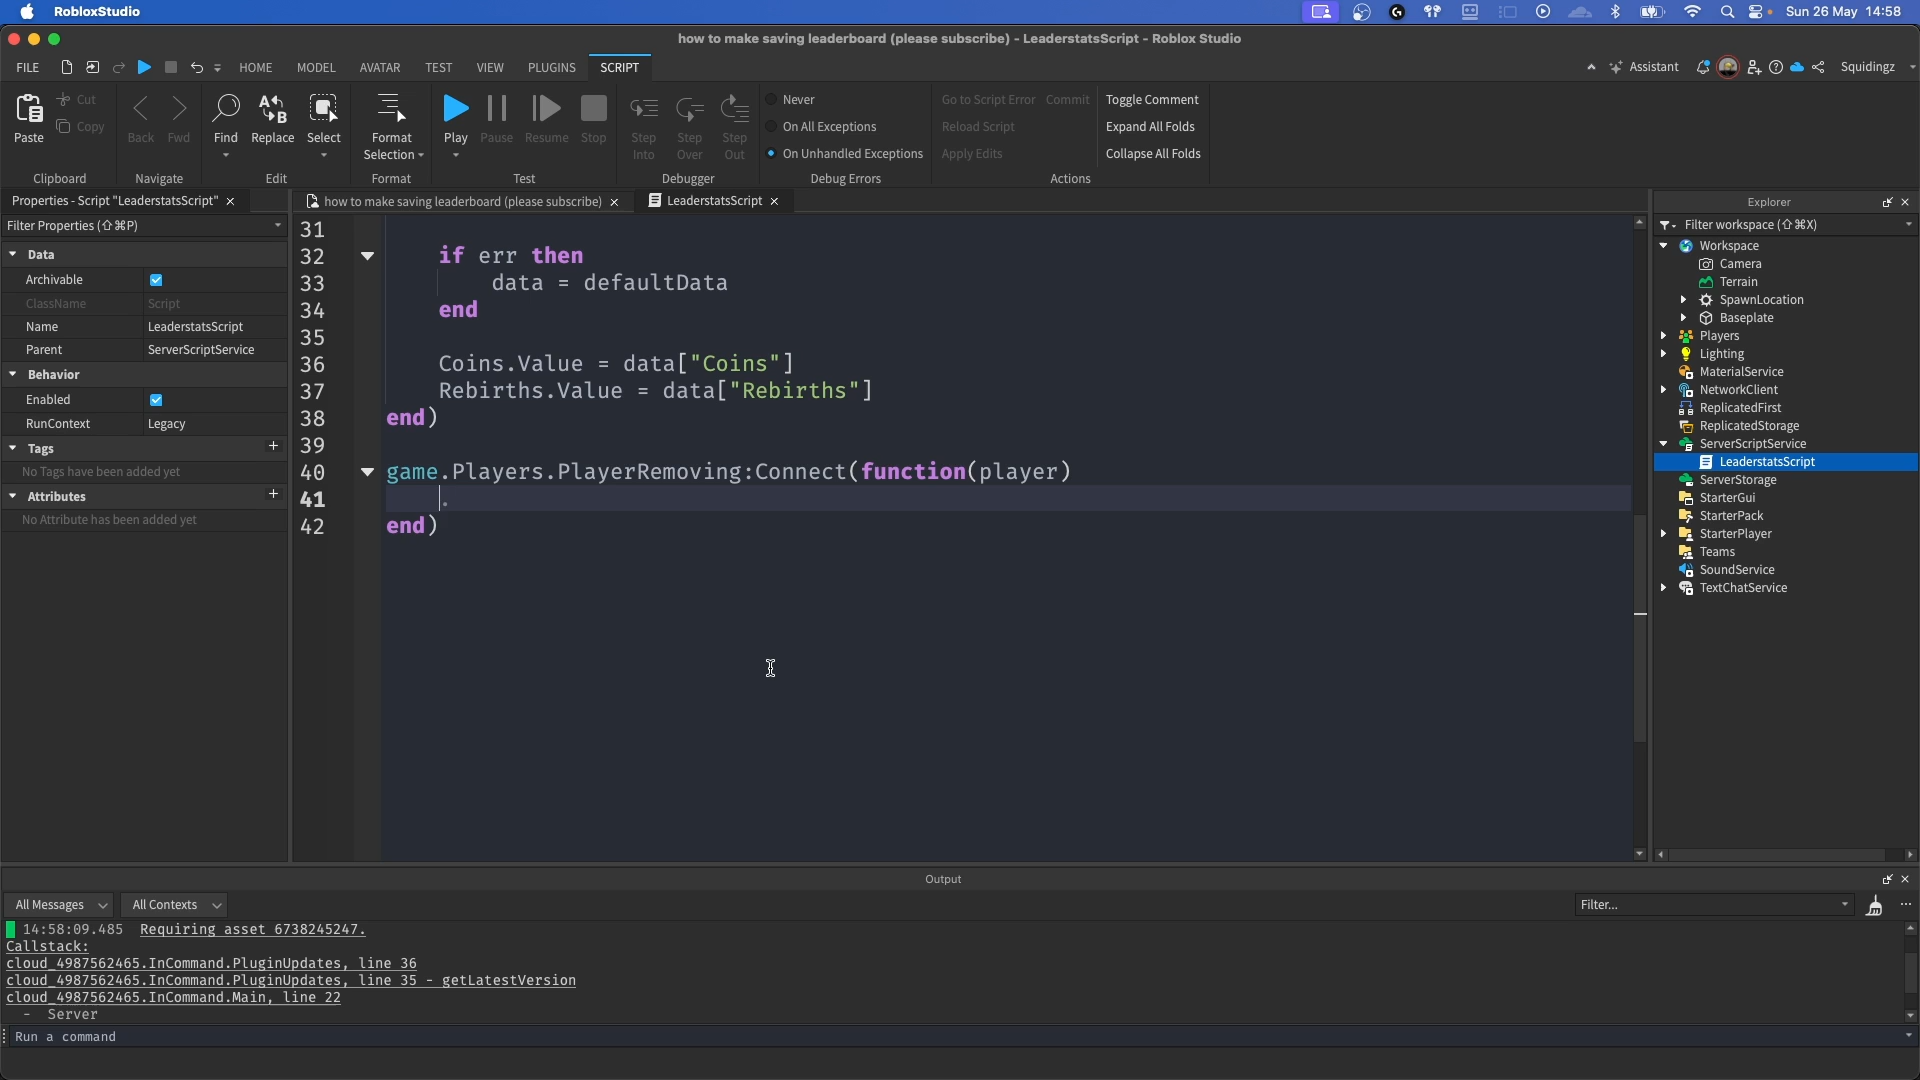 RobloxStudio
Sun 26 May 14:58
how to make saving leaderboard (please subscribe) - LeaderstatsScript - Roblox Studio
FILE HOME MODEL AVATAR TEST VIEW PLUGINS SCRIPT Assistant Squidingz
Paste Cut Copy Back Fwd Find Replace Select Format Selection Play Pause Resume Stop Step Into Step Over Step Out
Never Go to Script Error Commit Toggle Comment
On All Exceptions Reload Script Expand All Folds
On Unhandled Exceptions Apply Edits Collapse All Folds
Clipboard Navigate Edit Format Test Debugger Debug Errors Actions
Properties - Script "LeaderstatsScript"
Filter Properties (⇧⌘P)
Data
Archivable
ClassName Script
Name LeaderstatsScript
Parent ServerScriptService
Behavior
Enabled
RunContext Legacy
Tags +
No Tags have been added yet
Attributes +
No Attribute has been added yet
how to make saving leaderboard (please subscribe) LeaderstatsScript
31
32 if err then
33 data = defaultData
34 end
35
36 Coins.Value = data["Coins"]
37 Rebirths.Value = data["Rebirths"]
38 end)
39
40 game.Players.PlayerRemoving:Connect(function(player)
41
42 end)
Explorer
Filter workspace (⇧⌘X)
Workspace
Camera
Terrain
SpawnLocation
Baseplate
Players
Lighting
MaterialService
NetworkClient
ReplicatedFirst
ReplicatedStorage
ServerScriptService
LeaderstatsScript
ServerStorage
StarterGui
StarterPack
StarterPlayer
Teams
SoundService
TextChatService
Output
All Messages All Contexts Filter...
14:58:09.485 Requiring asset 6738245247.
Callstack:
cloud_4987562465.InCommand.PluginUpdates, line 36
cloud_4987562465.InCommand.PluginUpdates, line 35 - getLatestVersion
cloud_4987562465.InCommand.Main, line 22
- Server
Run a command